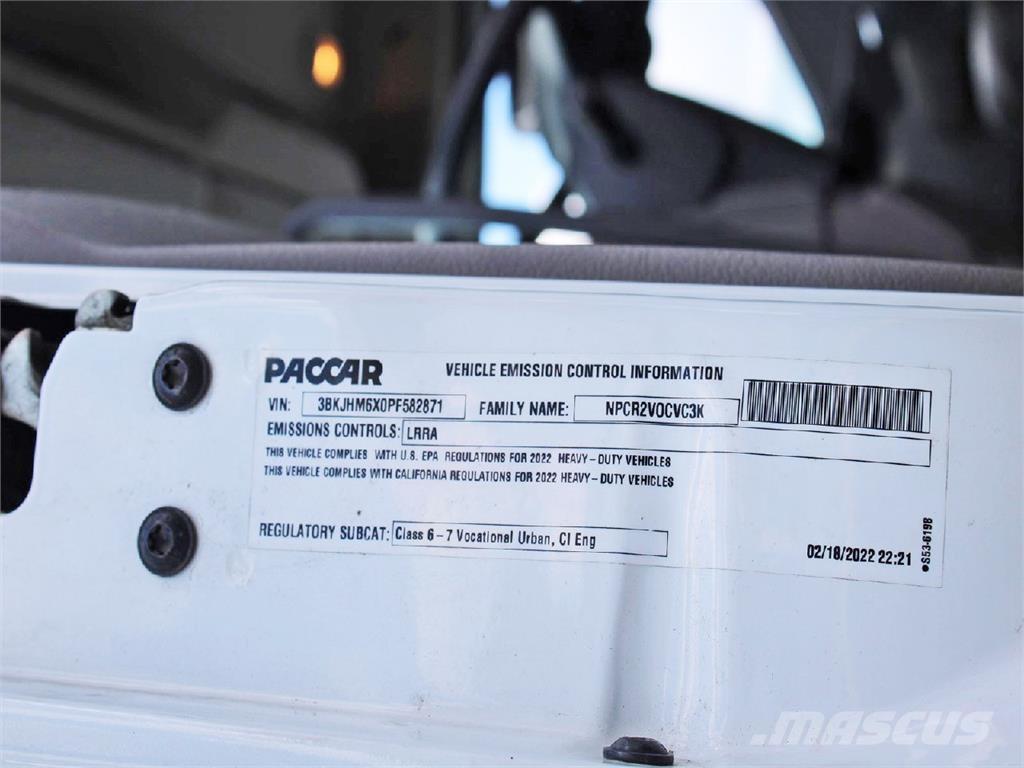 PACCAR
VEHICLE EMISSION CONTROL INFORMATION
VIN: 3BKJHM6X0PF582871 FAMILY NAME: NPCR2VOCVC3K
EMISSIONS CONTROLS: LRRA
THIS VEHICLE COMPLIES WITH U.S. EPA REGULATIONS FOR 2022 HEAVY-DUTY VEHICLES
THIS VEHICLE COMPLIES WITH CALIFORNIA REGULATIONS FOR 2022 HEAVY-DUTY VEHICLES
REGULATORY SUBCAT: Class 6-7 Vocational Urban, CI Eng
02/18/2022 22:21
●S53-6198
MASCUS